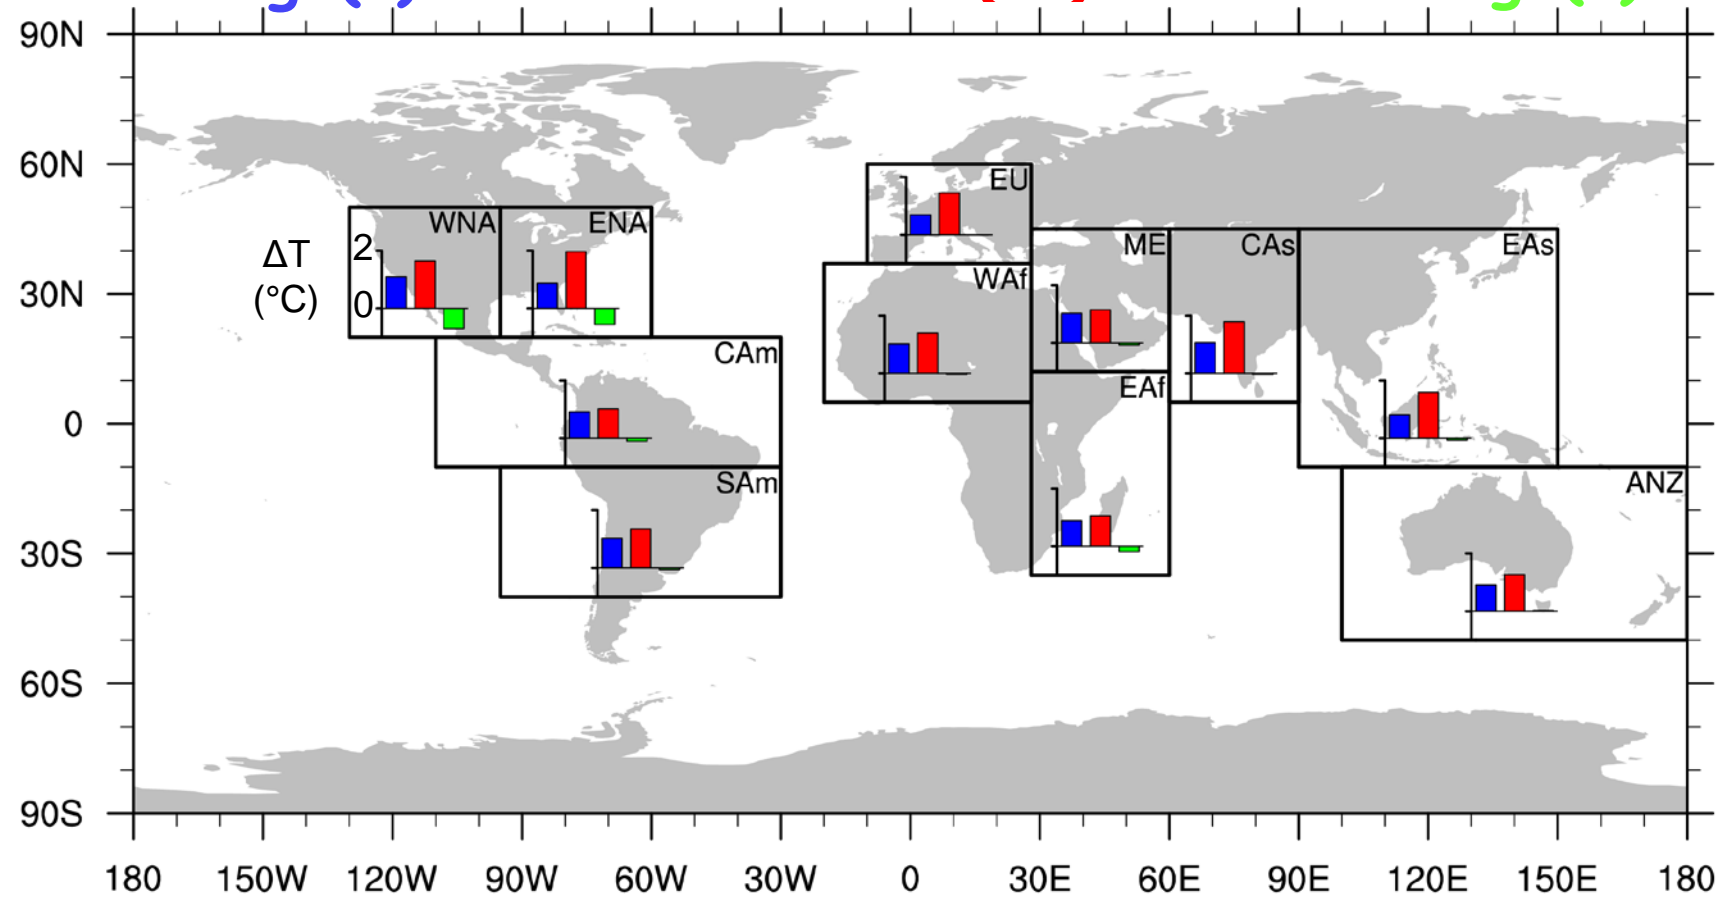 90N
60N
30N
0
30S
60S
90S
180
150W
120W
90W
60W
30W
0
30E
60E
90E
120E
150E
180
ΔT
(°C)
2
0
WNA
ENA
CAm
SAm
EU
WAf
ME
EAf
CAs
EAs
ANZ